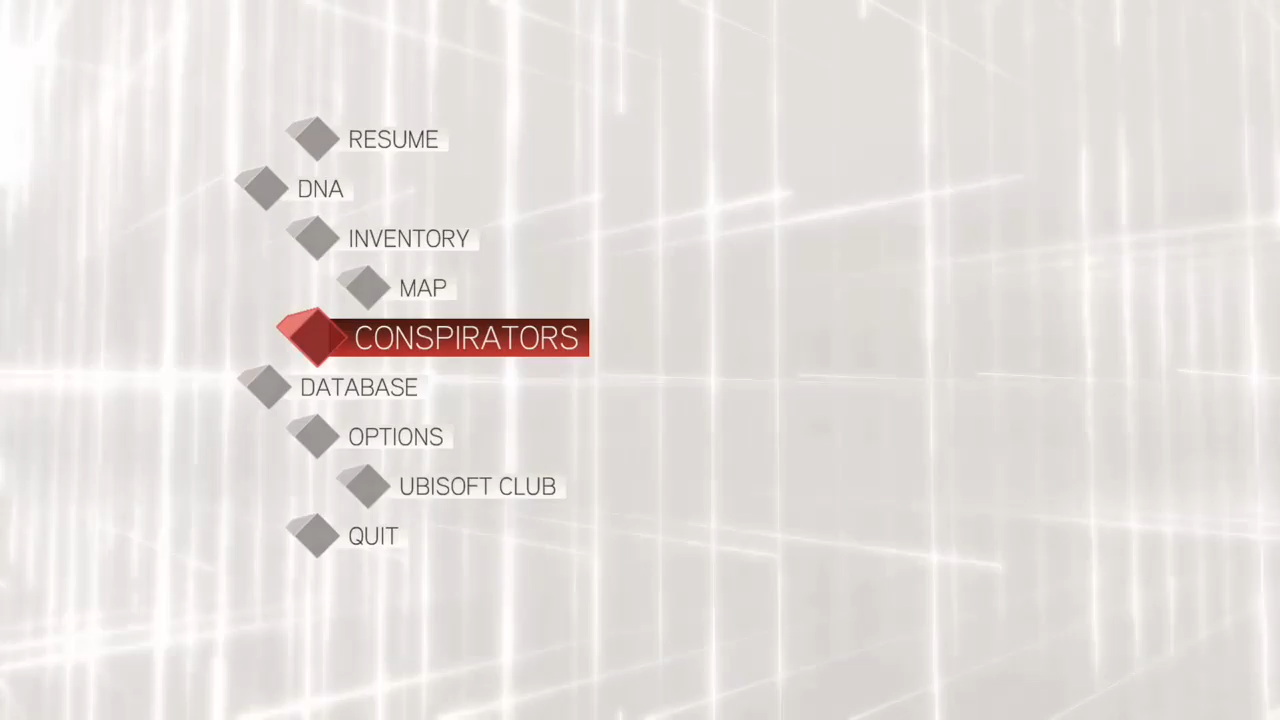 RESUME
DNA
INVENTORY
MAP
CONSPIRATORS
DATABASE
OPTIONS
UBISOFT CLUB
QUIT